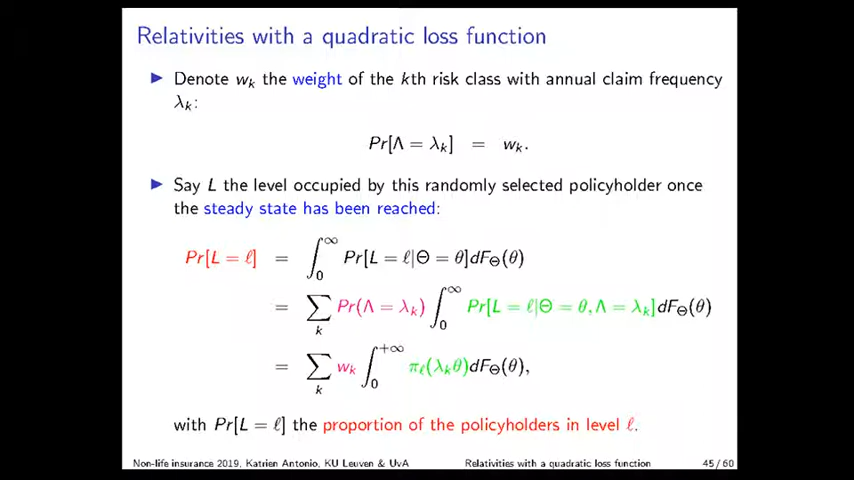 Relativities with a quadratic loss function
▶ Denote w_k the weight of the kth risk class with annual claim frequency
λ_k:
Pr[Λ = λ_k] = w_k.
▶ Say L the level occupied by this randomly selected policyholder once
the steady state has been reached:
Pr[L = ℓ] = ∫_0^∞ Pr[L = ℓ|Θ = θ]dF_Θ(θ)
= ∑_k Pr(Λ = λ_k) ∫_0^∞ Pr[L = ℓ|Θ = θ, Λ = λ_k]dF_Θ(θ)
= ∑_k w_k ∫_0^{+∞} π_ℓ(λ_kθ)dF_Θ(θ),
with Pr[L = ℓ] the proportion of the policyholders in level ℓ.
Non-life insurance 2019, Katrien Antonio, KU Leuven & UvA Relativities with a quadratic loss function 45 / 60